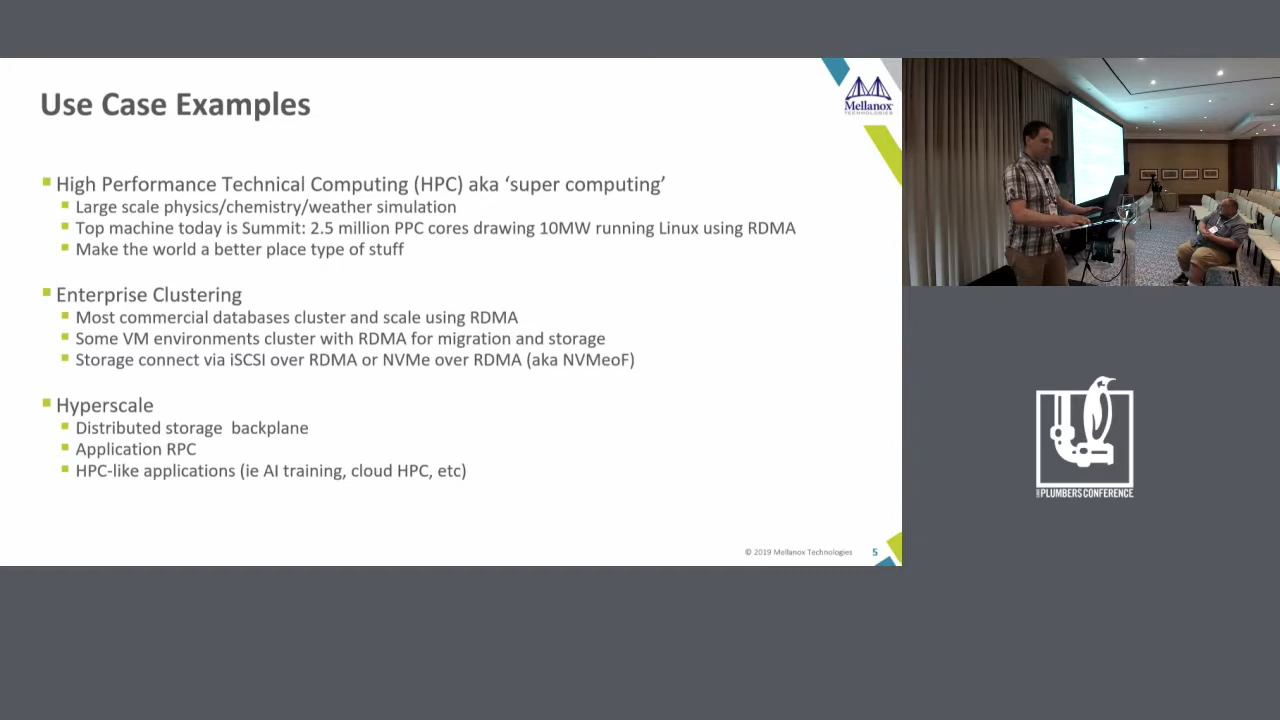 Use Case Examples
Mellanox
TECHNOLOGIES
High Performance Technical Computing (HPC) aka ‘super computing’
Large scale physics/chemistry/weather simulation
Top machine today is Summit: 2.5 million PPC cores drawing 10MW running Linux using RDMA
Make the world a better place type of stuff
Enterprise Clustering
Most commercial databases cluster and scale using RDMA
Some VM environments cluster with RDMA for migration and storage
Storage connect via iSCSI over RDMA or NVMe over RDMA (aka NVMeoF)
Hyperscale
Distributed storage  backplane
Application RPC
HPC-like applications (ie AI training, cloud HPC, etc)
© 2019 Mellanox Technologies
5
PLUMBERS CONFERENCE